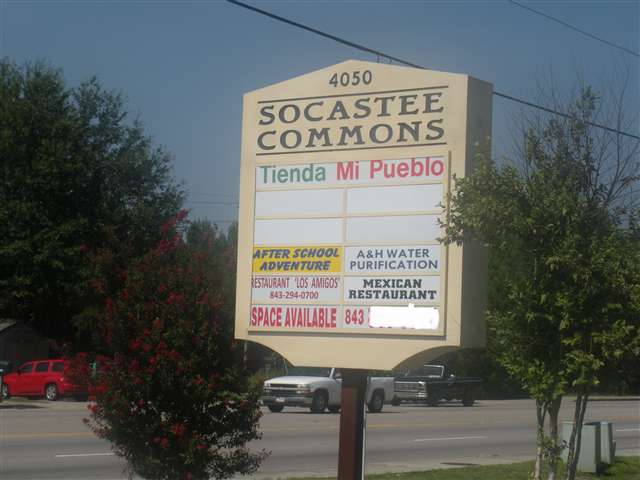 4050
SOCASTEE
COMMONS
Tienda Mi Pueblo
AFTER SCHOOL
ADVENTURE
A&H WATER
PURIFICATION
RESTAURANT "LOS AMIGOS"
843-294-0700
MEXICAN
RESTAURANT
SPACE AVAILABLE
843